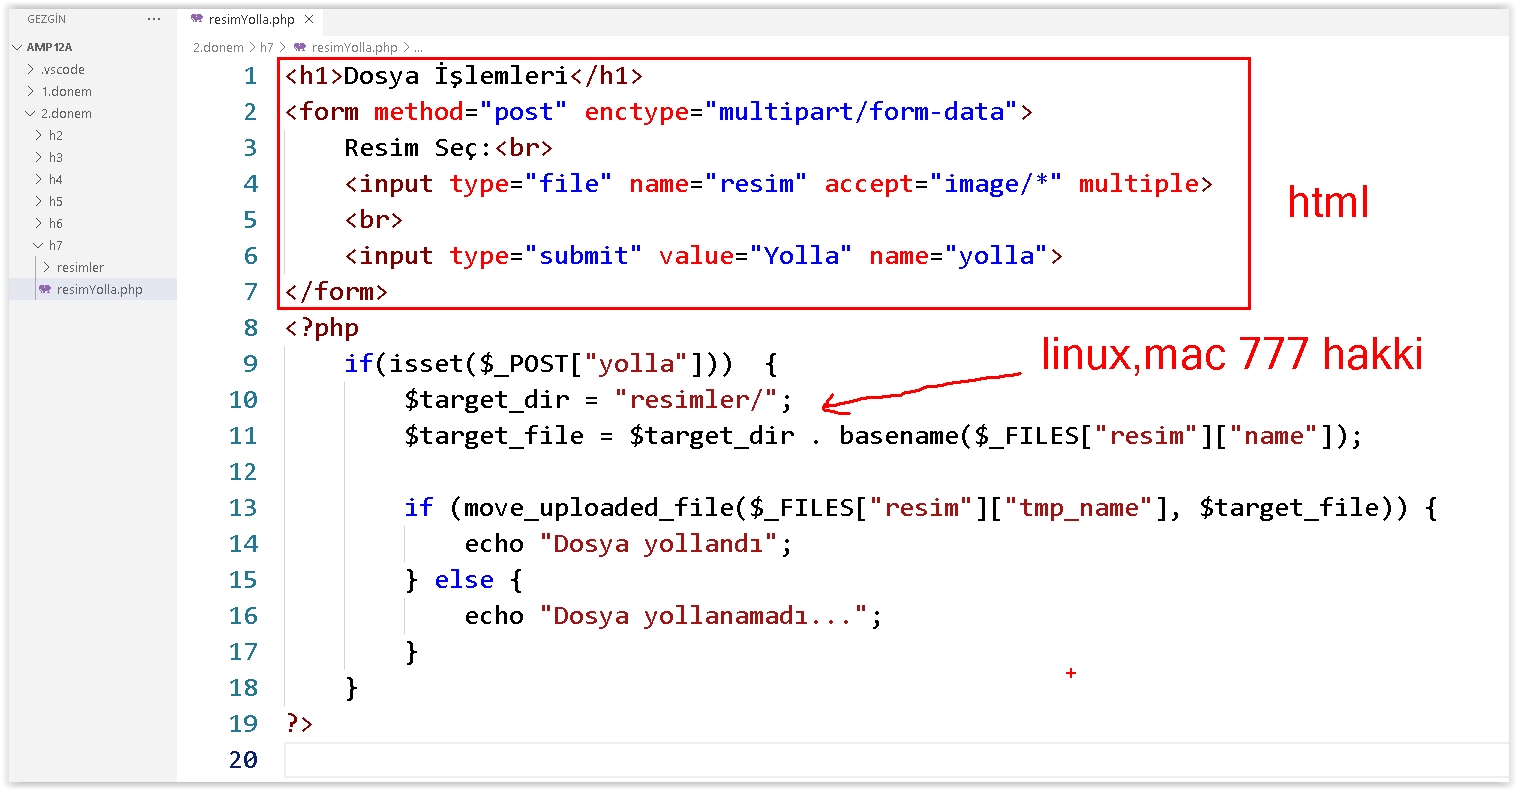 GEZGİN ...
resimYolla.php ×
AMP12A
2.donem > h7 > resimYolla.php > ...
.vscode
1.donem
2.donem
h2
h3
h4
h5
h6
h7
resimler
resimYolla.php
1 <h1>Dosya İşlemleri</h1>
2 <form method="post" enctype="multipart/form-data">
3 Resim Seç:<br>
4 <input type="file" name="resim" accept="image/*" multiple>
5 <br>
6 <input type="submit" value="Yolla" name="yolla">
7 </form>
html
8 <?php
9 if(isset($_POST["yolla"])) {
linux,mac 777 hakki
10 $target_dir = "resimler/";
11 $target_file = $target_dir . basename($_FILES["resim"]["name"]);
12
13 if (move_uploaded_file($_FILES["resim"]["tmp_name"], $target_file)) {
14 echo "Dosya yollandı";
15 } else {
16 echo "Dosya yollanamadı...";
17 }
18 }
19 ?>
20